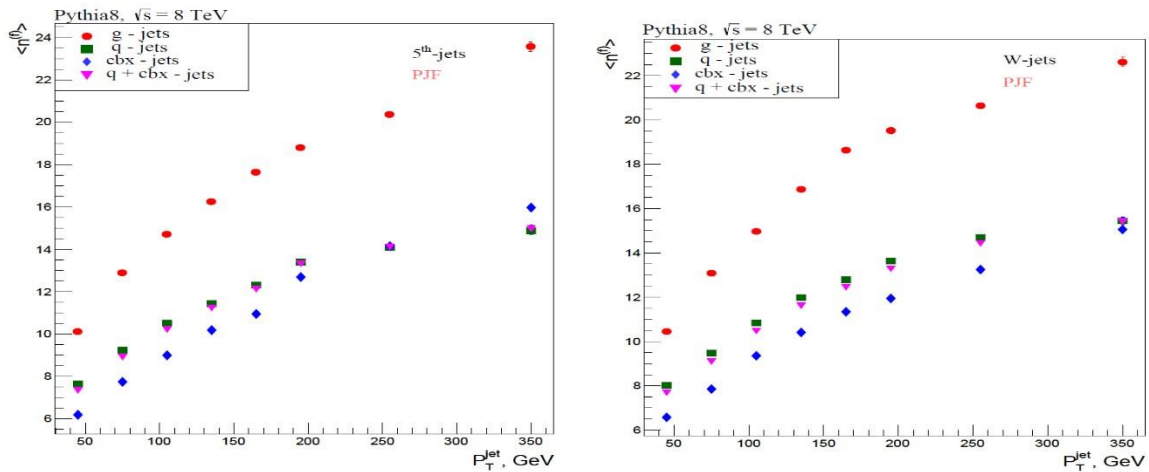 Pythia8, √s = 8 TeV
<n^(f)>
g - jets
q - jets
cbx - jets
q + cbx - jets
5th-jets
PJF
24
22
20
18
16
14
12
10
8
6
50 100 150 200 250 300 350
P_T^jet, GeV
Pythia8, √s = 8 TeV
g - jets
q - jets
cbx - jets
q + cbx - jets
W-jets
PJF
22
20
18
16
14
12
10
8
6
50 100 150 200 250 300 350
P_T^jet, GeV